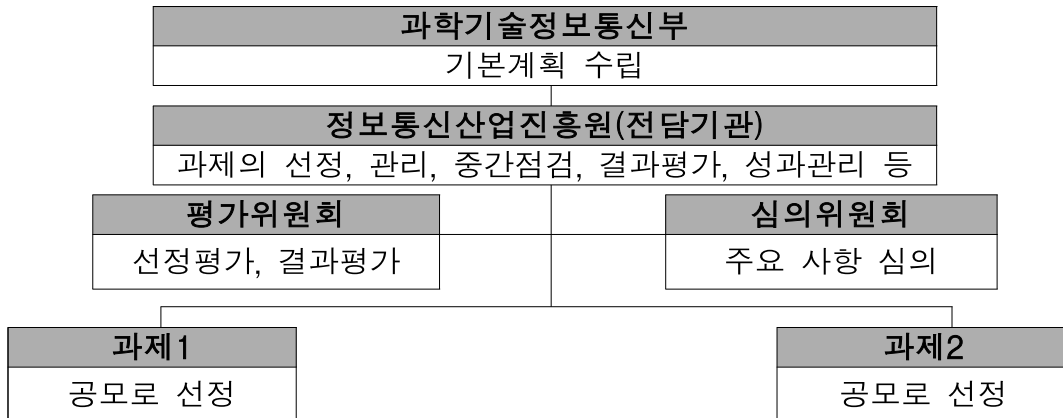 과학기술정보통신부
기본계획 수립
정보통신산업진흥원(전담기관)
과제의 선정, 관리, 중간점검, 결과평가, 성과관리 등
평가위원회
선정평가, 결과평가
심의위원회
주요 사항 심의
과제1
공모로 선정
과제2
공모로 선정